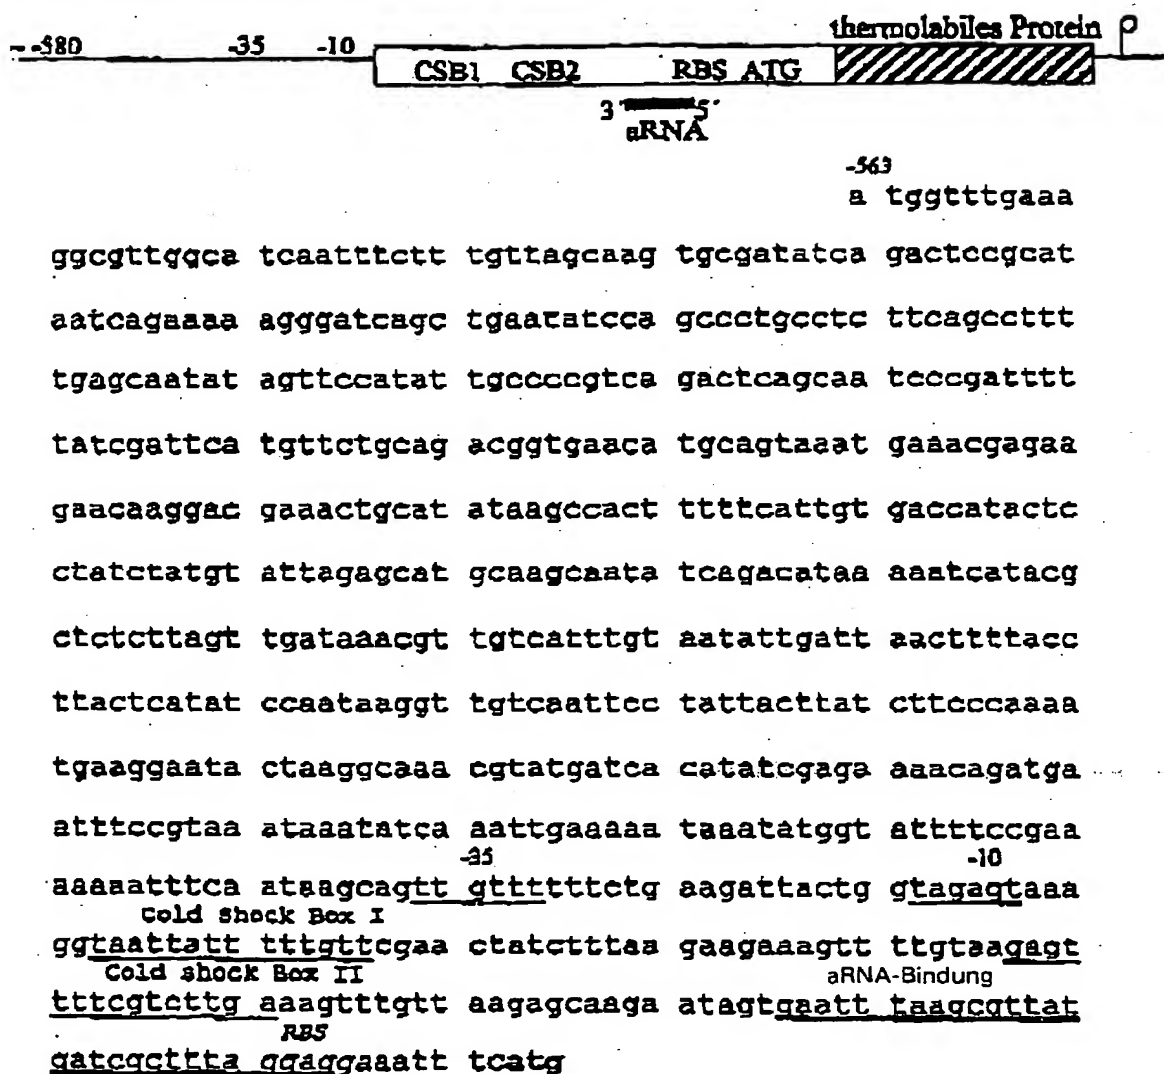 --580 -35 -10 thermolabiles Protein
CSB1 CSB2 RBS ATG
3' 5'
aRNA
-563
a tggtttgaaa
ggcgttggca tcaatttctt tgttagcaag tgcgatatca gactccgcat
aatcagaaaa agggatcagc tgaatatcca gccctgcctc ttcagccttt
tgagcaatat agttccatat tgccccgtca gactcagcaa tcccgatttt
tatcgattca tgttctgcag acggtgaaca tgcagtaaat gaaacgagaa
gaacaaggac gaaactgcat ataagccact ttttcattgt gaccatactc
ctatctatgt attagagcat gcaagcaata tcagacataa aaatcatacg
ctctcttagt tgataaacgt tgtcatttgt aatattgatt aacttttacc
ttactcatat ccaataaggt tgtcaattcc tattacttat cttcccaaaa
tgaaggaata ctaaggcaaa cgtatgatca catatcgaga aaacagatga
atttccgtaa ataaatatca aattgaaaaa taaatatggt attttccgaa
-35 -10
aaaaatttca ataagcagtt gttttttctg aagattactg gtagagtaaa
Cold Shock Box I
ggtaattatt tttgttcgaa ctatctttaa gaagaaagtt ttgtaagagt
Cold shock Box II aRNA-Bindung
tttcgtcttg aaagtttgtt aagagcaaga atagtgaatt taagcgttat
RBS
gatcgcttta ggaggaaatt tcatg